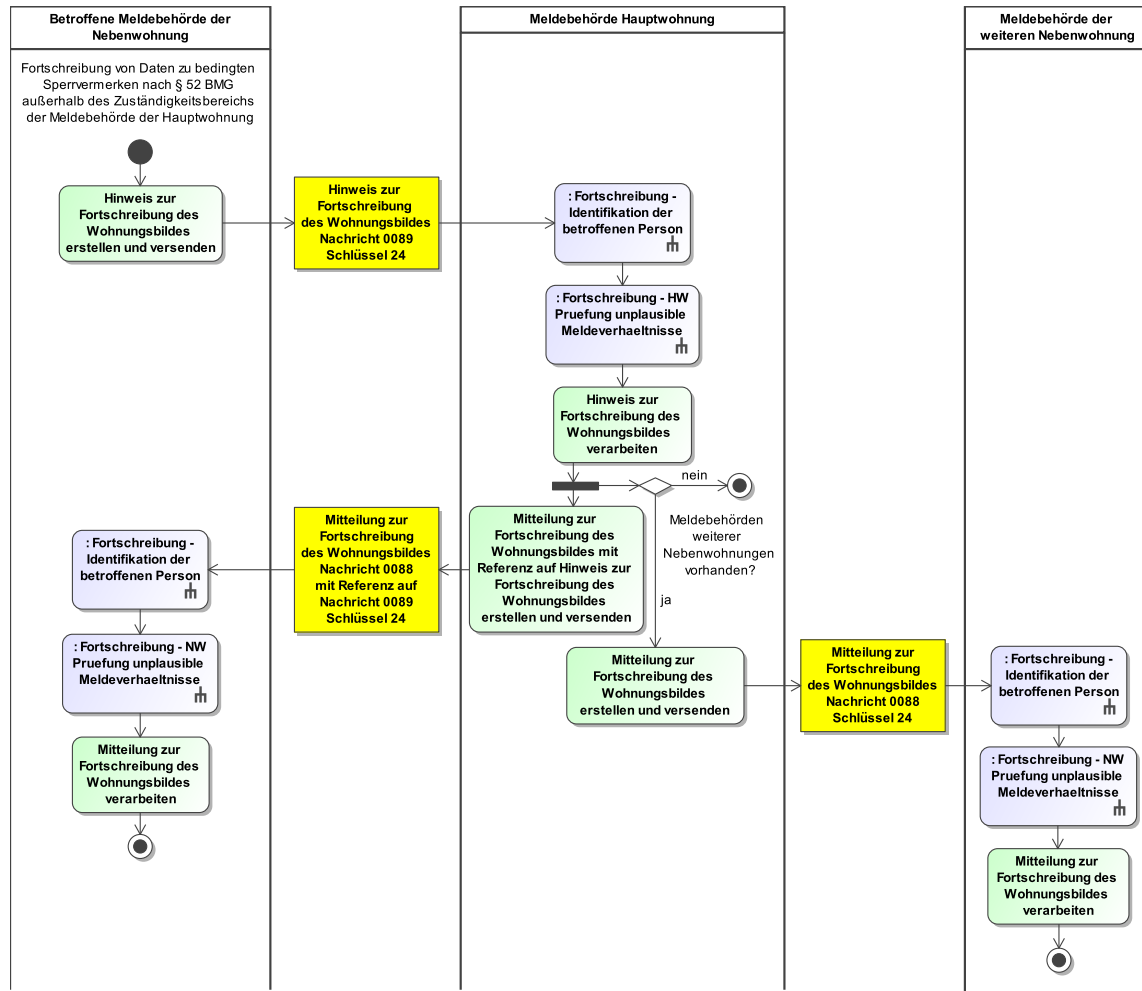 Betroffene Meldebehörde der
Nebenwohnung
Meldebehörde Hauptwohnung
Meldebehörde der
weiteren Nebenwohnung
Fortschreibung von Daten zu bedingten
Sperrvermerken nach § 52 BMG
außerhalb des Zuständigkeitsbereichs
der Meldebehörde der Hauptwohnung
Hinweis zur
Fortschreibung des
Wohnungsbildes
erstellen und versenden
Hinweis zur
Fortschreibung
des Wohnungsbildes
Nachricht 0089
Schlüssel 24
: Fortschreibung -
Identifikation der
betroffenen Person
: Fortschreibung - HW
Pruefung unplausible
Meldeverhaeltnisse
Hinweis zur
Fortschreibung des
Wohnungsbildes
verarbeiten
nein
Meldebehörden
weiterer
Nebenwohnungen
vorhanden?
ja
Mitteilung zur
Fortschreibung des
Wohnungsbildes mit
Referenz auf Hinweis zur
Fortschreibung des
Wohnungsbildes
erstellen und versenden
Mitteilung zur
Fortschreibung
des Wohnungsbildes
Nachricht 0088
mit Referenz auf
Nachricht 0089
Schlüssel 24
: Fortschreibung -
Identifikation der
betroffenen Person
: Fortschreibung - NW
Pruefung unplausible
Meldeverhaeltnisse
Mitteilung zur
Fortschreibung des
Wohnungsbildes
verarbeiten
Mitteilung zur
Fortschreibung des
Wohnungsbildes
erstellen und versenden
Mitteilung zur
Fortschreibung
des Wohnungsbildes
Nachricht 0088
Schlüssel 24
: Fortschreibung -
Identifikation der
betroffenen Person
: Fortschreibung - NW
Pruefung unplausible
Meldeverhaeltnisse
Mitteilung zur
Fortschreibung des
Wohnungsbildes
verarbeiten